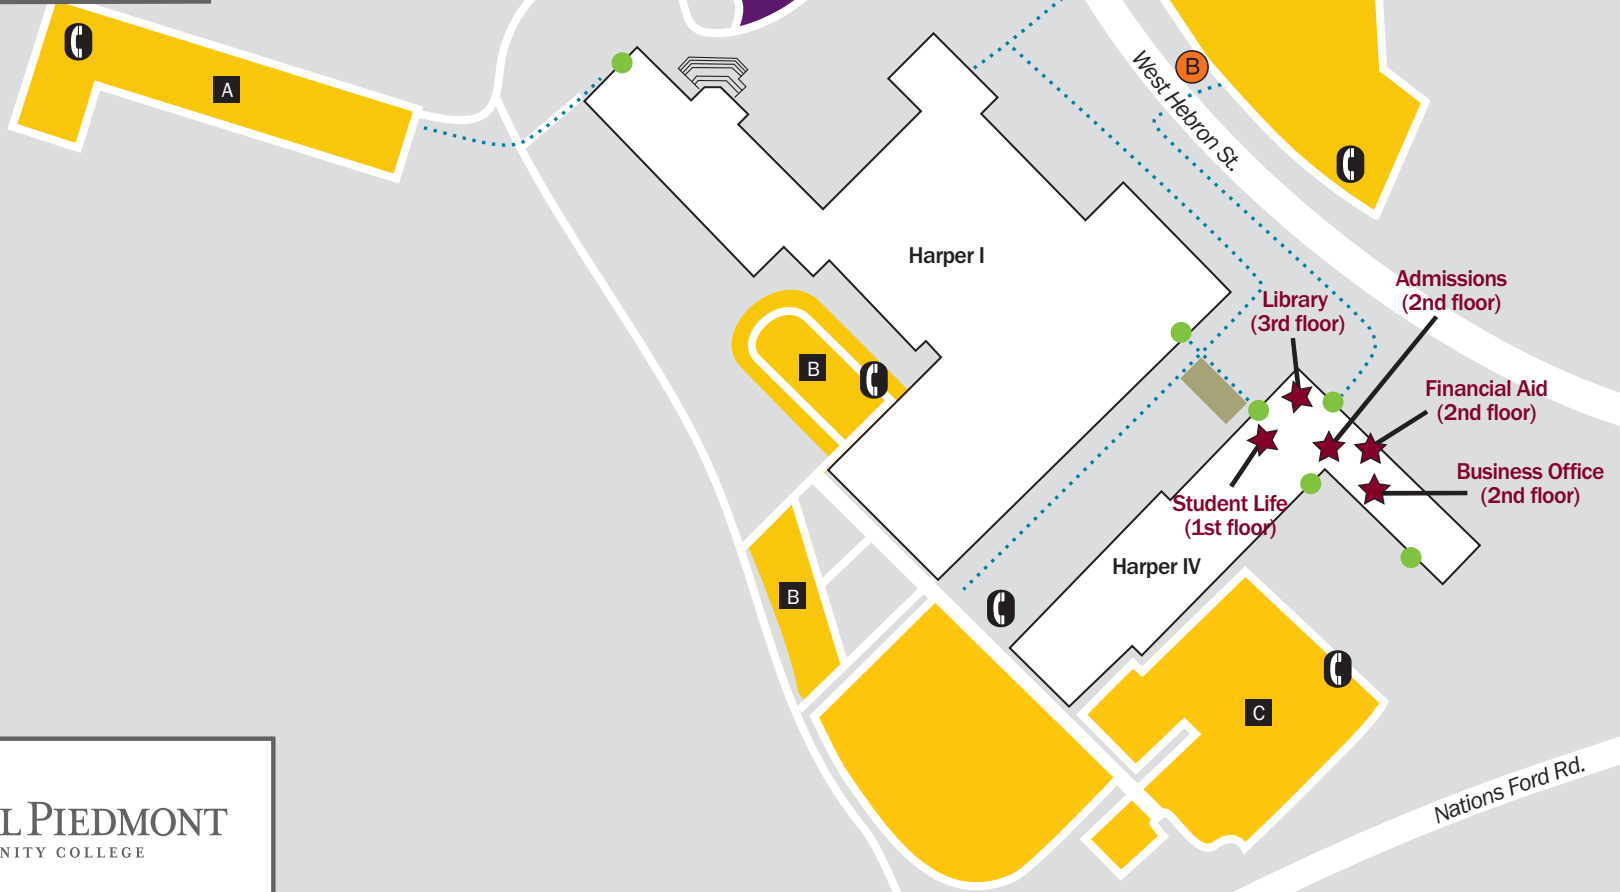 A
B
West Hebron St.
Harper I
Admissions
(2nd floor)
Library
(3rd floor)
B
Financial Aid
(2nd floor)
Business Office
(2nd floor)
Student Life
(1st floor)
Harper IV
B
C
Nations Ford Rd.
L PIEDMONT
NITY COLLEGE